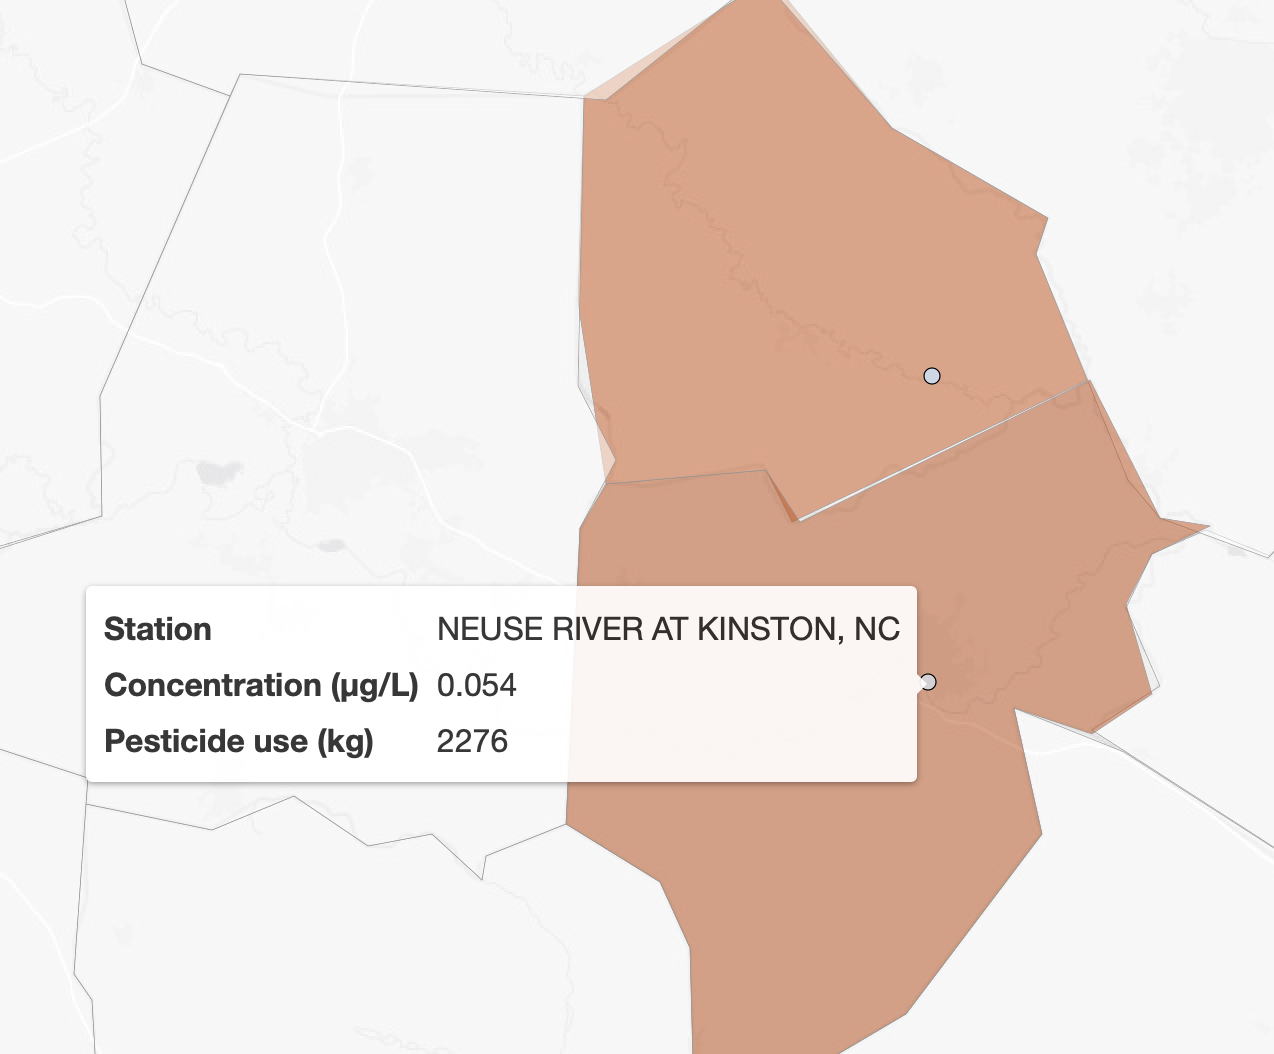 Station NEUSE RIVER AT KINSTON, NC
Concentration (µg/L) 0.054
Pesticide use (kg) 2276